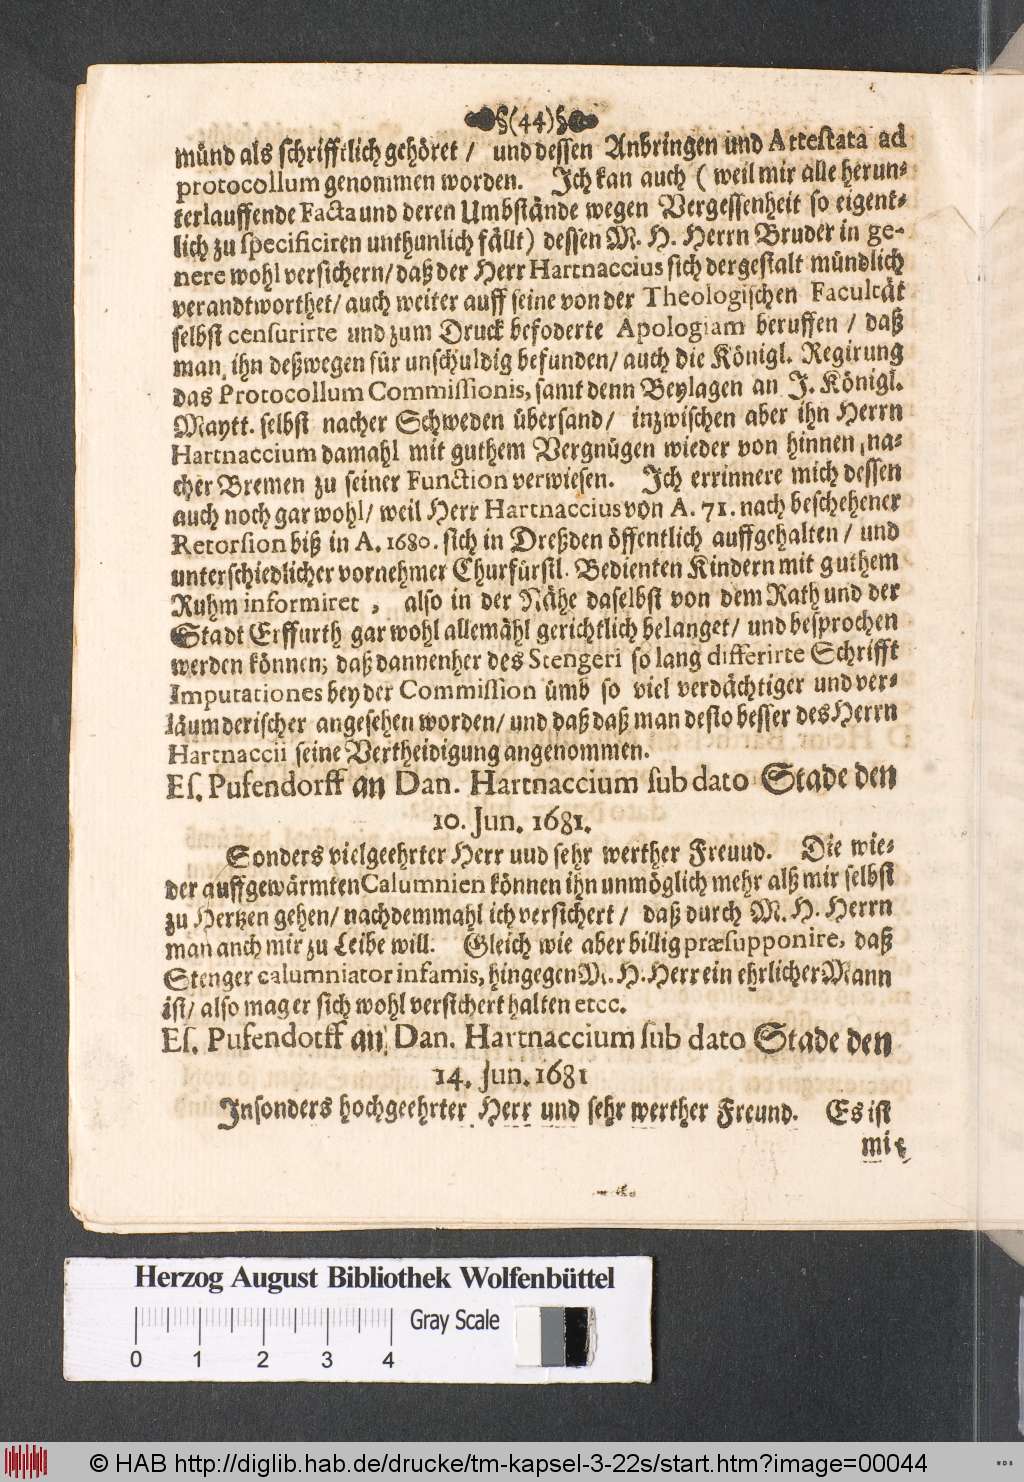 §(44)§
münd als schrifftlich gehöret / und dessen Anbringen und Attestata ad
protocollum genommen worden. Ich kan auch ( weil mir alle herun-
terlauffende Facta und deren Umbstände wegen Vergessenheit so eigent-
lich zu specificiren unthunlich fällt) dessen M. H. Herrn Bruder in ge-
nere wohl versichern/ daß der Herr Hartnaccius sich dergestalt mündlich
verandtworthet/ auch weiter auff seine von der Theologischen Facultät
selbst censurirte und zum Druck befoderte Apologiam beruffen / daß
man ihn deßwegen für unschuldig befunden/ auch die Königl. Regirung
das Protocollum Commissionis, samt denn Beylagen an J. Königl.
Maytt. selbst nacher Schweden übersand/ inzwischen aber ihn Herrn
Hartnaccium damahl mit guthem Vergnügen wieder von hinnen na-
cher Bremen zu seiner Function verwiesen. Ich errinnere mich dessen
auch noch gar wohl/ weil Herr Hartnaccius von A. 71. nach beschehener
Retorsion biß in A. 1680. sich in Dreßden öffentlich auffgehalten / und
unterschiedlicher vornehmer Churfürstl. Bedienten Kindern mit guthem
Ruhm informiret , also in der Nähe daselbst von dem Rath und der
Stadt Erffurth gar wohl allemähl gerichtlich belanget/ und besprochen
werden können; daß dannenher des Stengeri so lang differirte Schrifft
Imputationes bey der Commission ümb so viel verdächtiger und ver-
läumderischer angesehen worden/ und daß daß man desto besser des Herrn
Hartnaccii seine Vertheidigung angenommen.
Es. Pufendorff an Dan. Hartnaccium sub dato Stade den
10. Jun. 1681.
Sonders vielgeehrter Herr uud sehr werther Freuud. Die wie-
der auffgewärmten Calumnien können ihn unmöglich mehr alß mir selbst
zu Hertzen gehen/ nachdemmahl ich versichert / daß durch M. H. Herrn
man anch mir zu Leibe will. Gleich wie aber billig præsupponire, daß
Stenger calumniator infamis, hingegen M. H. Herr ein ehrlicher Mann
ist/ also mag er sich wohl versichert halten etcc.
Es. Pufendorff an Dan. Hartnaccium sub dato Stade den
14. Jun. 1681
Insonders hochgeehrter Herr und sehr werther Freund. Es ist
mir
Herzog August Bibliothek Wolfenbüttel
Gray Scale
0 1 2 3 4
© HAB http://diglib.hab.de/drucke/tm-kapsel-3-22s/start.htm?image=00044